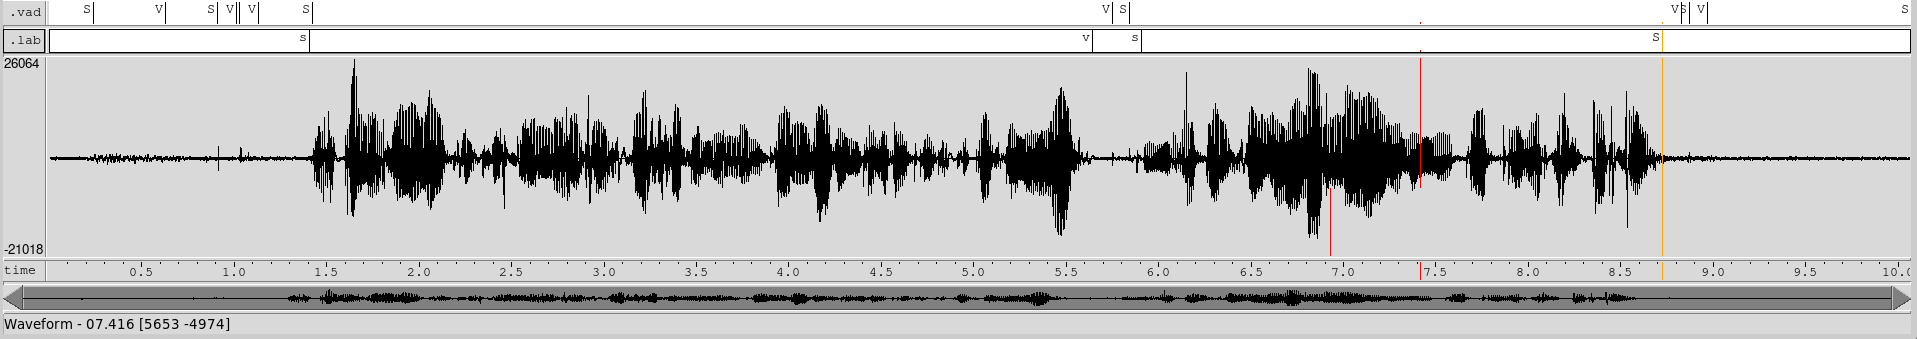 .vad S V S V V S V S V S V S
.lab S V S S
26064
-21018
time 0.5 1.0 1.5 2.0 2.5 3.0 3.5 4.0 4.5 5.0 5.5 6.0 6.5 7.0 7.5 8.0 8.5 9.0 9.5 10.0
Waveform - 07.416 [5653 -4974]